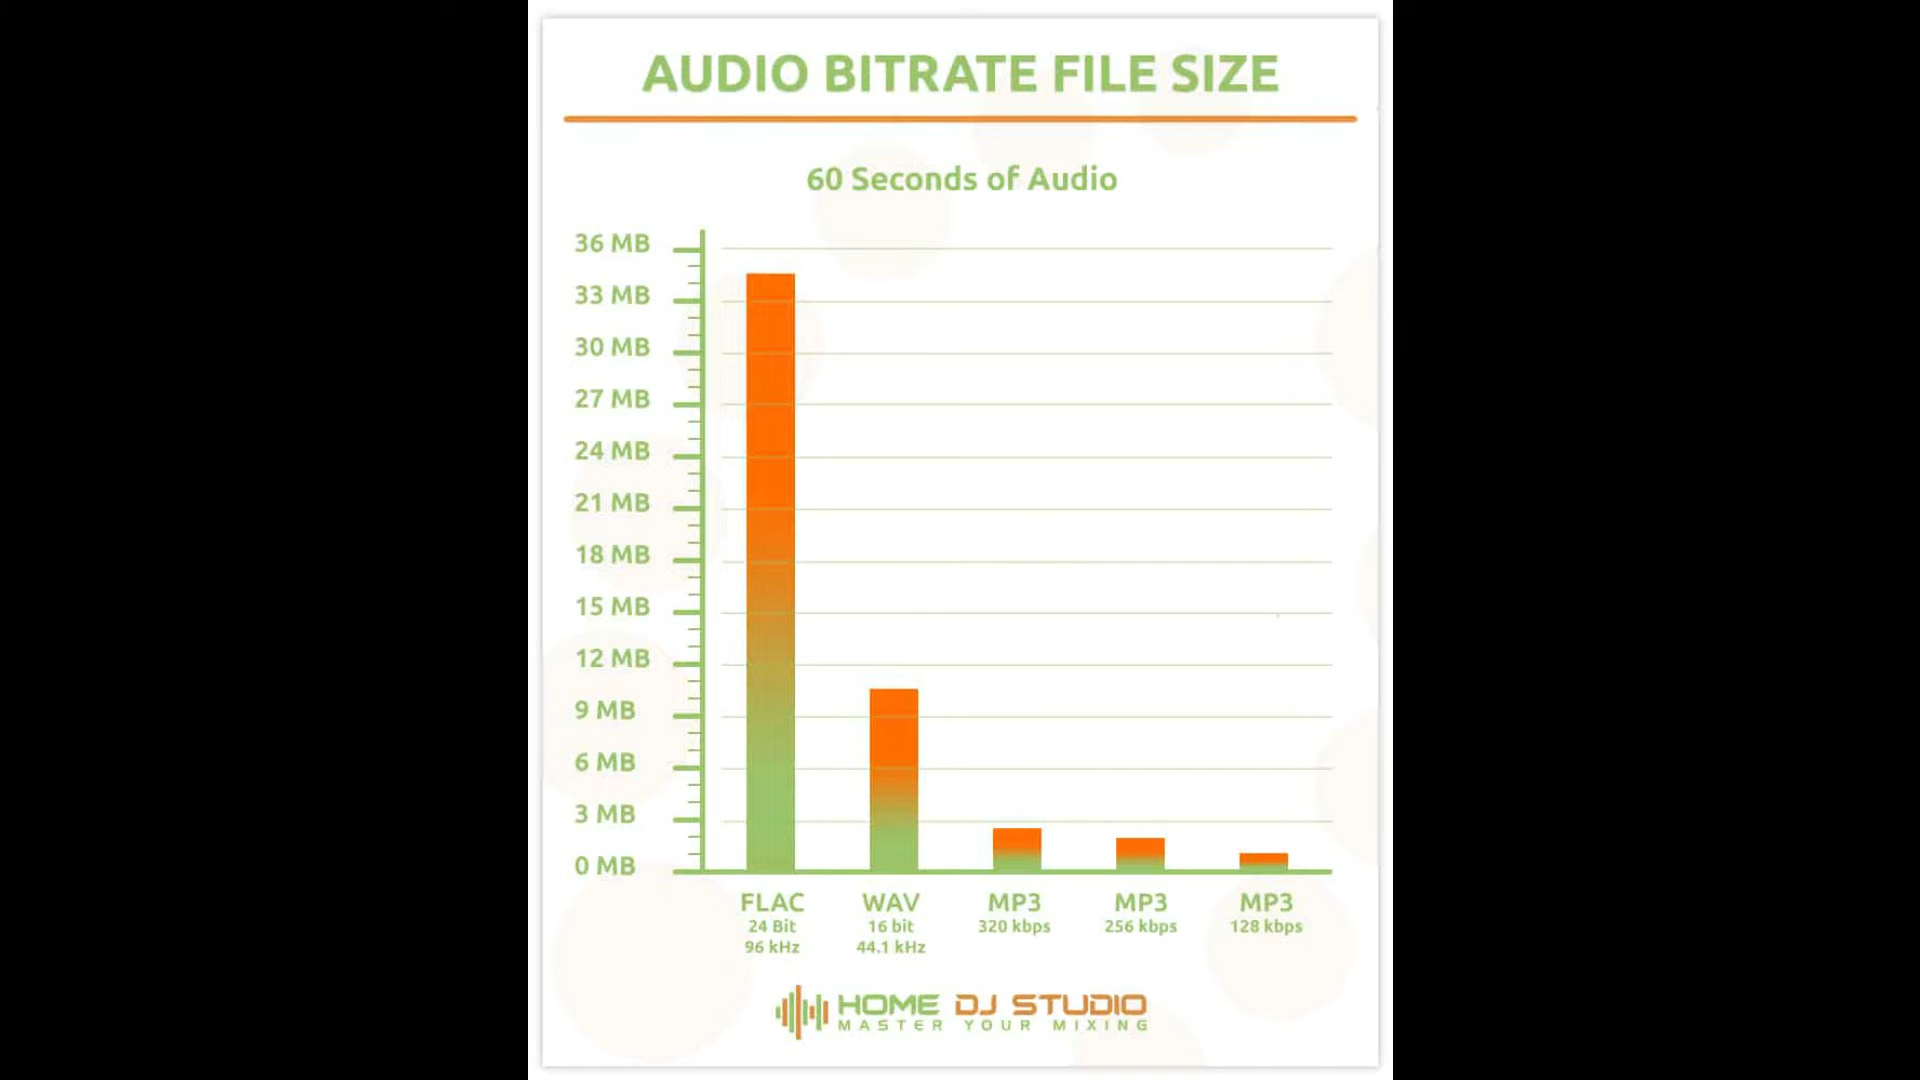 AUDIO BITRATE FILE SIZE
60 Seconds of Audio
36 MB
33 MB
30 MB
27 MB
24 MB
21 MB
18 MB
15 MB
12 MB
9 MB
6 MB
3 MB
0 MB
FLAC WAV MP3 MP3 MP3
24 Bit 16 bit 320 kbps 256 kbps 128 kbps
96 kHz 44.1 kHz
HOME DJ STUDIO
MASTER YOUR MIXING